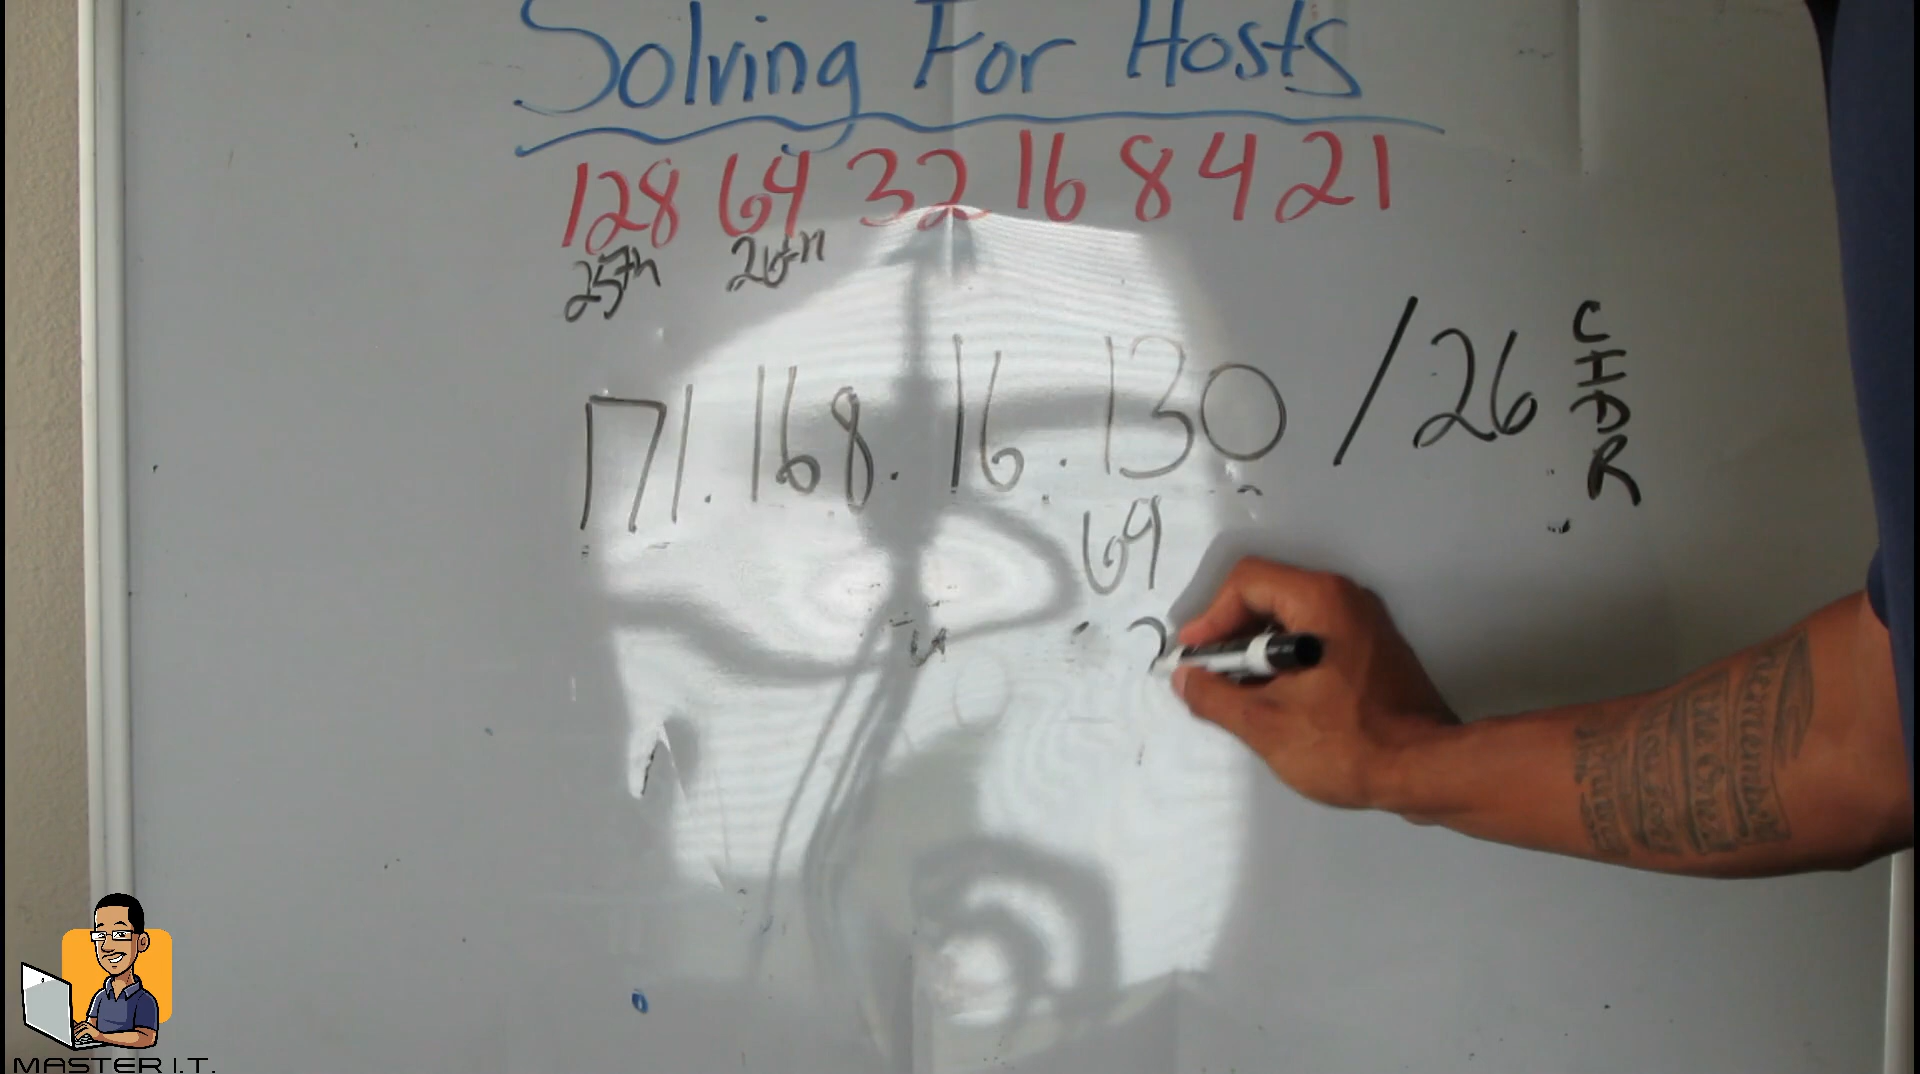 Solving For Hosts
128 64 32 16 8 4 2 1
25th 26th
171.168.16.130 /26
CIDR
64
2
MASTER I.T.